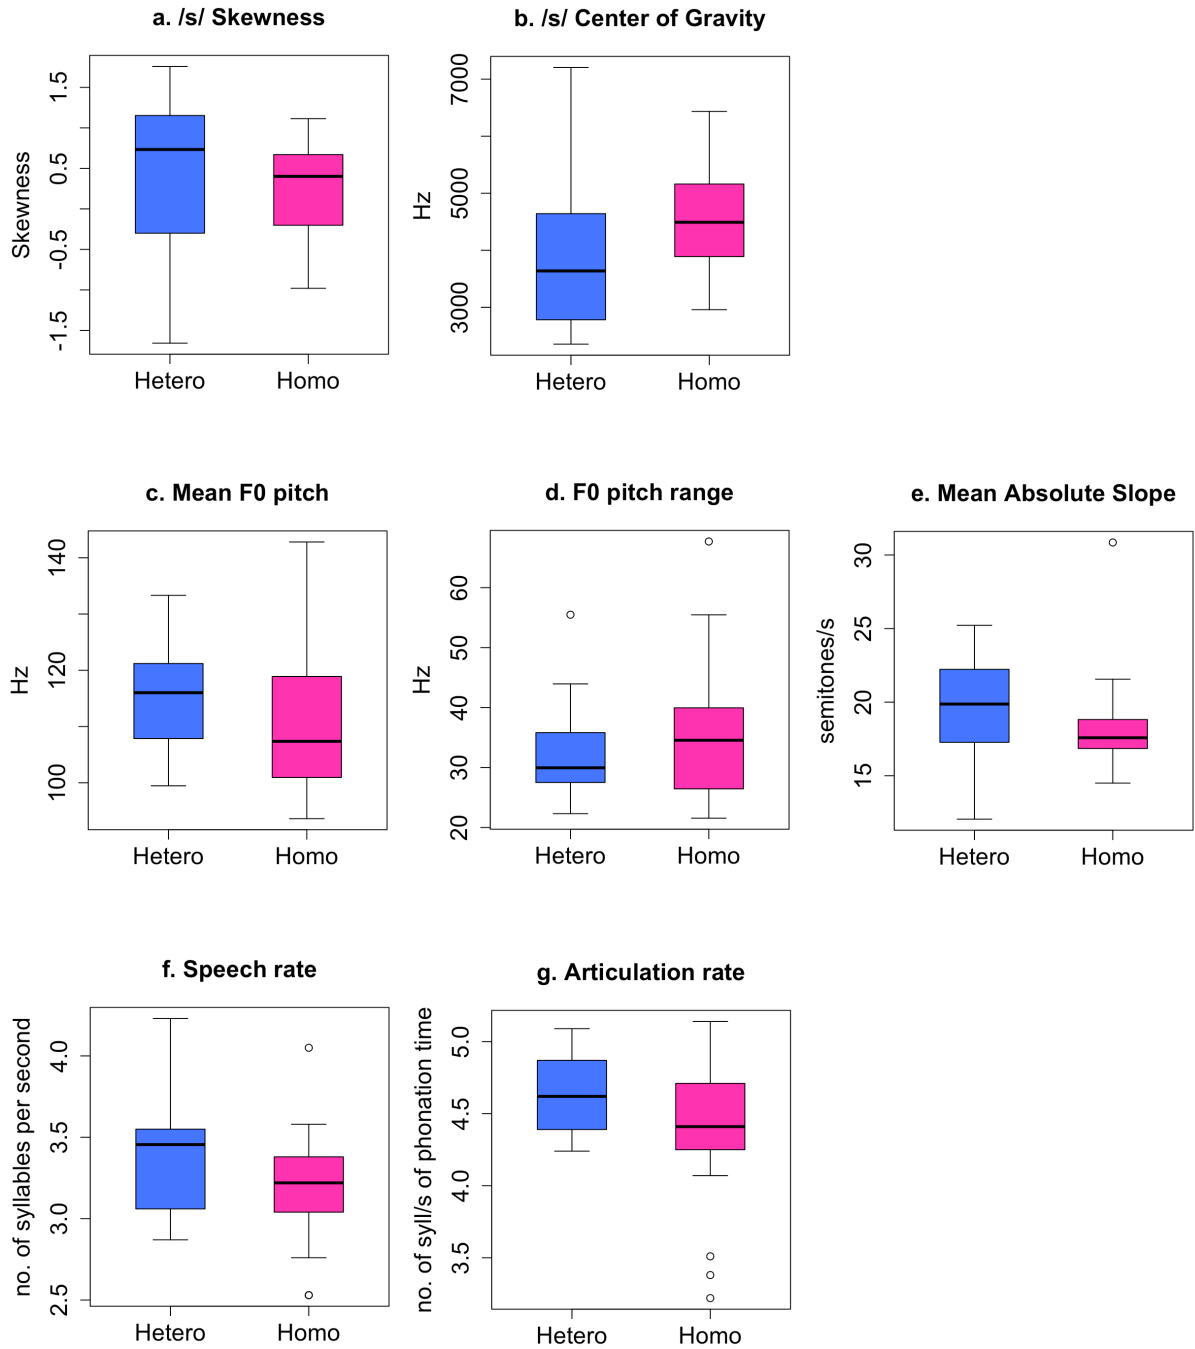 a. /s/ Skewness
b. /s/ Center of Gravity
Skewness
1.5
0.5
-0.5
-1.5
Hetero
Homo
Hz
7000
5000
3000
Hetero
Homo
c. Mean F0 pitch
d. F0 pitch range
e. Mean Absolute Slope
Hz
140
120
100
Hetero
Homo
Hz
60
50
40
30
20
Hetero
Homo
semitones/s
30
25
20
15
Hetero
Homo
f. Speech rate
g. Articulation rate
no. of syllables per second
4.0
3.5
3.0
2.5
Hetero
Homo
no. of syll/s of phonation time
5.0
4.5
4.0
3.5
Hetero
Homo